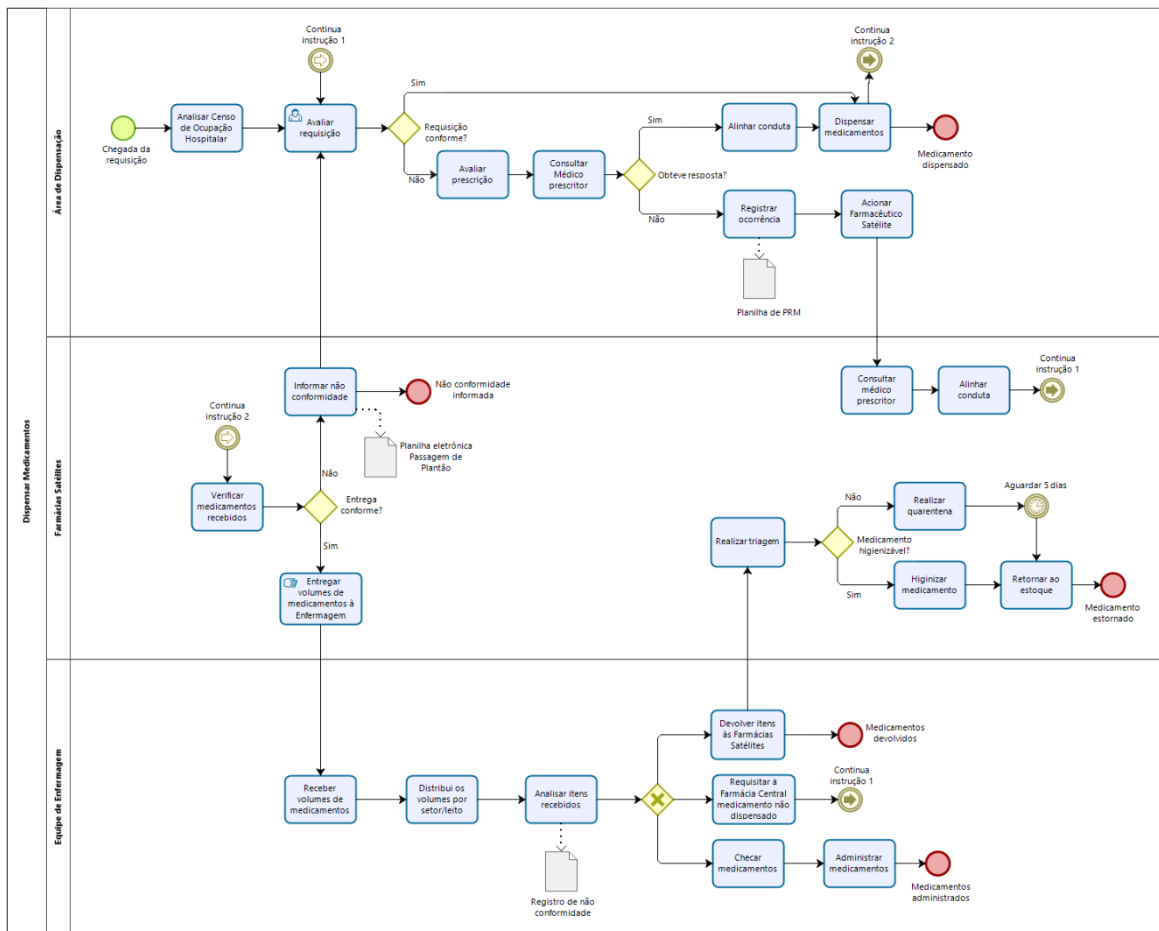 Dispensar Medicamentos
Área de Dispensação
Continua
instrução 1
Continua
instrução 2
Chegada da
requisição
Analisar Censo
de Ocupação
Hospitalar
Avaliar
requisição
Requisição
conforme?
Sim
Não
Avaliar
prescrição
Consultar
Médico
prescritor
Obteve resposta?
Sim
Não
Alinhar conduta
Dispensar
medicamentos
Medicamento
dispensado
Registrar
ocorrência
Acionar
Farmacêutico
Satélite
Planilha de PRM
Farmácias Satélites
Continua
instrução 2
Verificar
medicamentos
recebidos
Entrega
conforme?
Não
Sim
Informar não
conformidade
Não conformidade
informada
Planilha eletrônica
Passagem de
Plantão
Entregar
volumes de
medicamentos à
Enfermagem
Consultar
médico
prescritor
Alinhar
conduta
Continua
instrução 1
Realizar triagem
Medicamento
higienizável?
Não
Sim
Realizar
quarentena
Aguardar 5 dias
Higinizar
medicamento
Retornar ao
estoque
Medicamento
estornado
Equipe de Enfermagem
Receber
volumes de
medicamentos
Distribui os
volumes por
setor/leito
Analisar itens
recebidos
Registro de não
conformidade
Devolver itens
às Farmácias
Satélites
Medicamentos
devolvidos
Requisitar à
Farmácia Central
medicamento não
dispensado
Continua
instrução 1
Checar
medicamentos
Administrar
medicamentos
Medicamentos
administrados